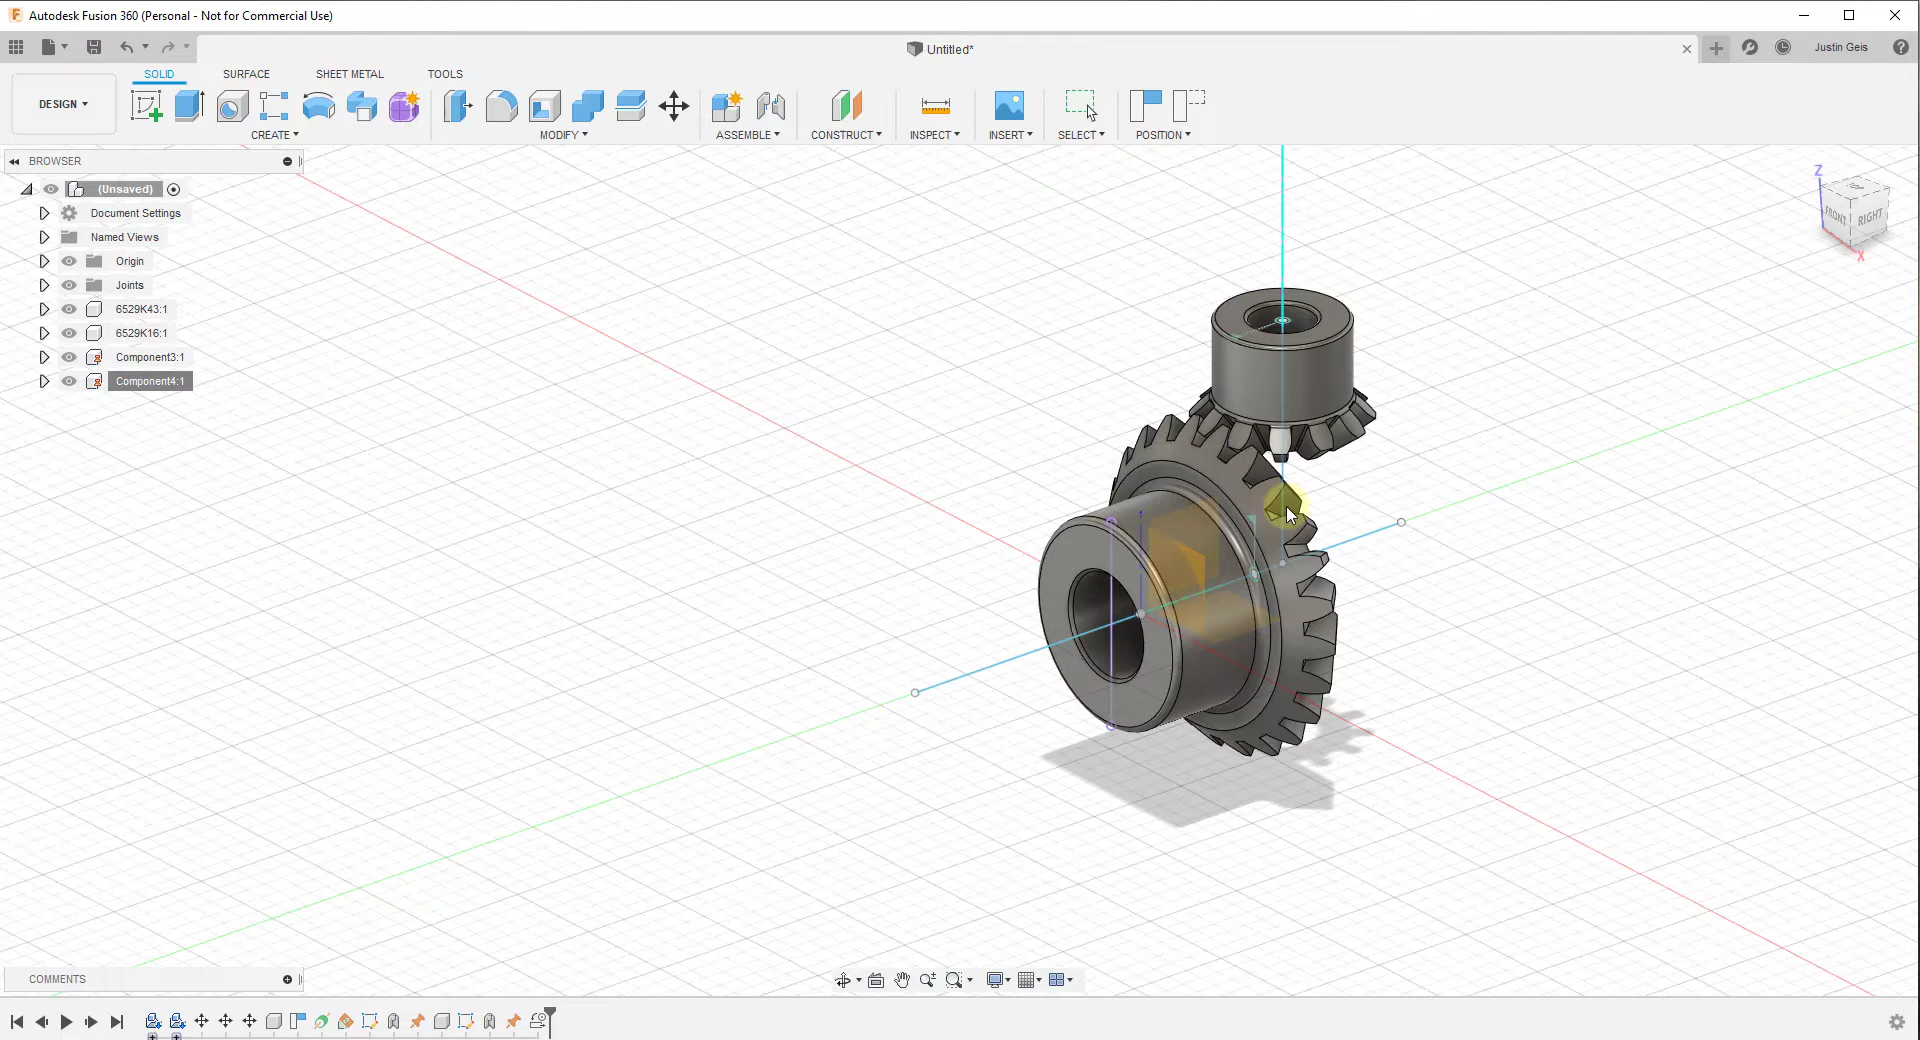 Autodesk Fusion 360 (Personal - Not for Commercial Use)
Untitled*
Justin Geis
SOLID SURFACE SHEET METAL TOOLS
DESIGN
CREATE MODIFY ASSEMBLE CONSTRUCT INSPECT INSERT SELECT POSITION
BROWSER
(Unsaved)
Document Settings
Named Views
Origin
Joints
6529K43:1
6529K16:1
Component3:1
Component4:1
Z
TOP
FRONT RIGHT
X
COMMENTS